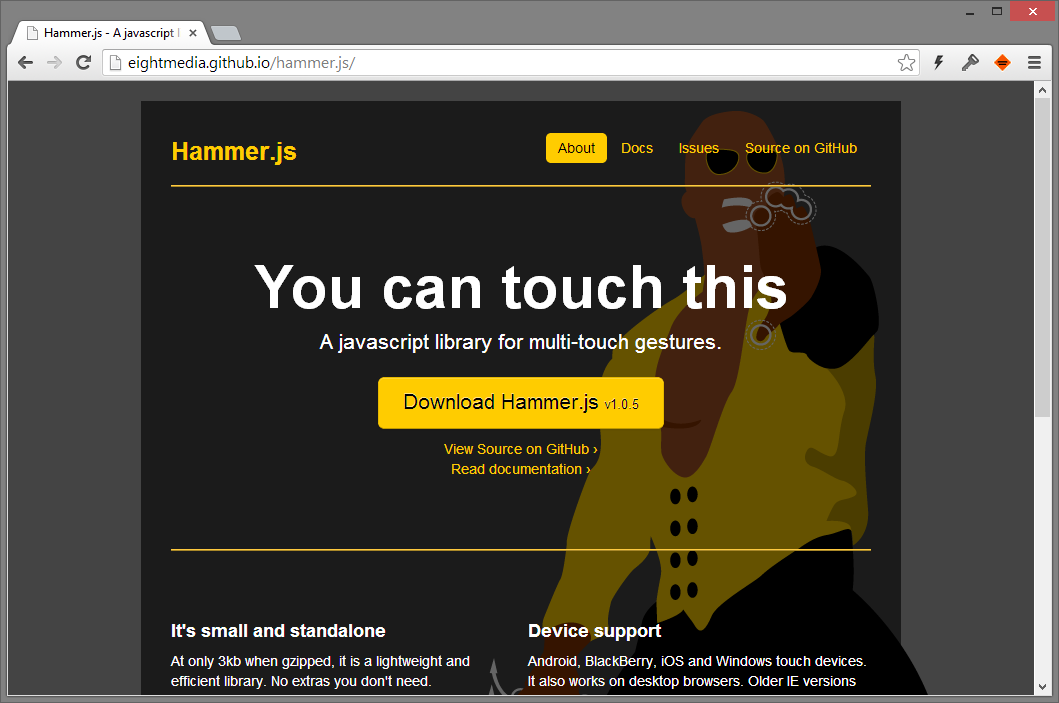 Hammer.js - A javascript l
eightmedia.github.io/hammer.js/
Hammer.js
About
Docs
Issues
Source on GitHub
You can touch this
A javascript library for multi-touch gestures.
Download Hammer.js v1.0.5
View Source on GitHub ›
Read documentation ›
It's small and standalone
At only 3kb when gzipped, it is a lightweight and
efficient library. No extras you don't need.
Device support
Android, BlackBerry, iOS and Windows touch devices.
It also works on desktop browsers. Older IE versions